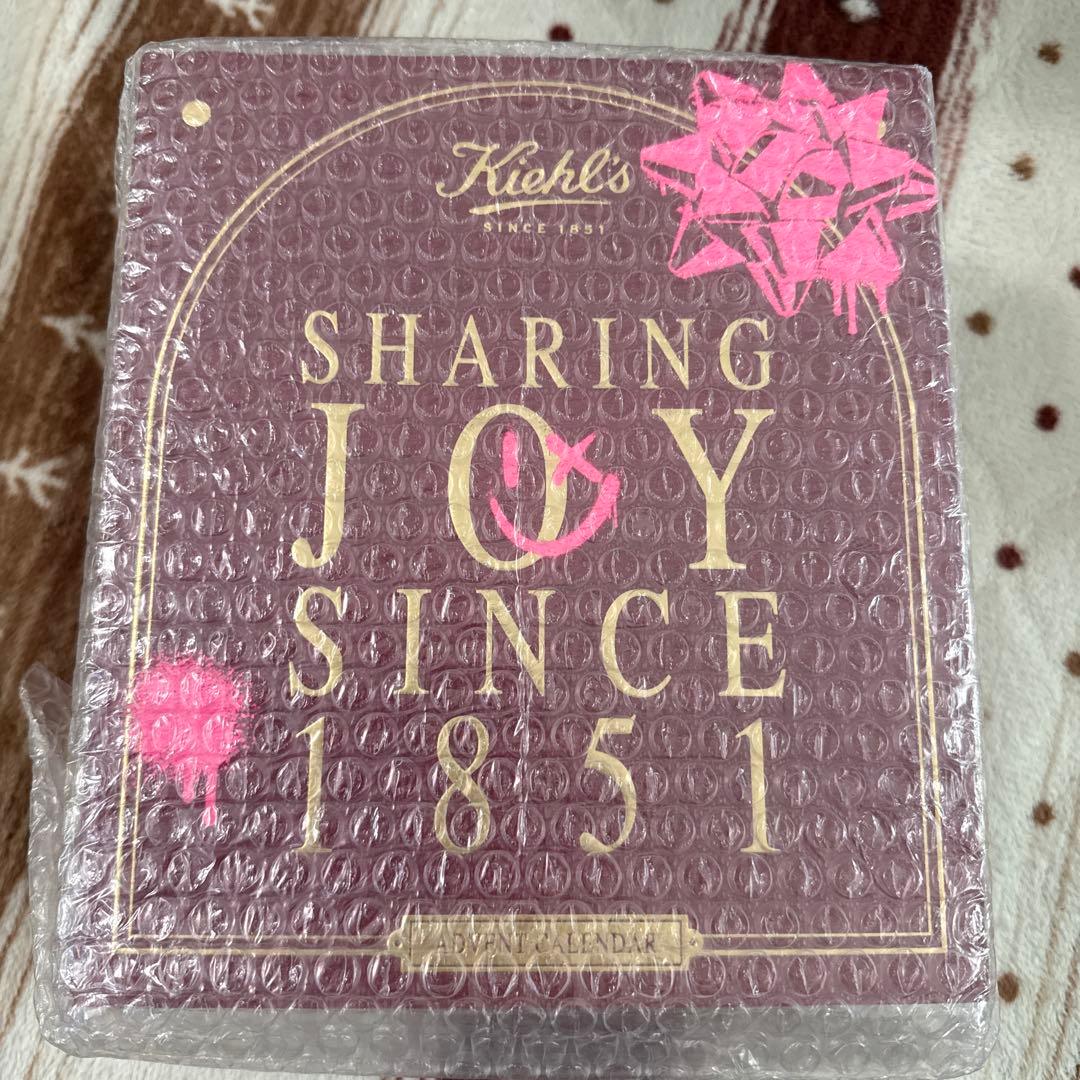 Kiehl's
SINCE 1851
SHARING
JOY
SINCE
1851
ADVENT CALENDAR